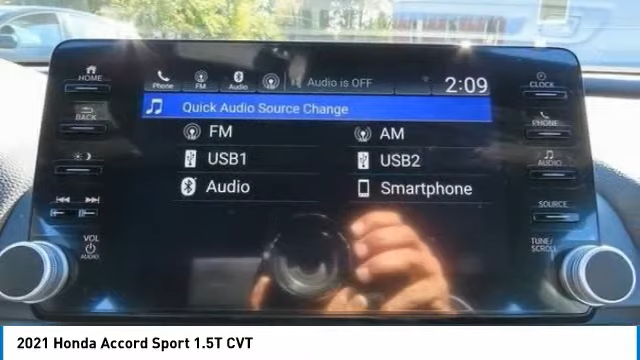 HOME
BACK
VOL
AUDIO
Phone FM Audio Audio is OFF 2:09
Quick Audio Source Change
FM AM
USB1 USB2
Audio Smartphone
CLOCK
PHONE
AUDIO
SOURCE
TUNE/
SCROLL
2021 Honda Accord Sport 1.5T CVT